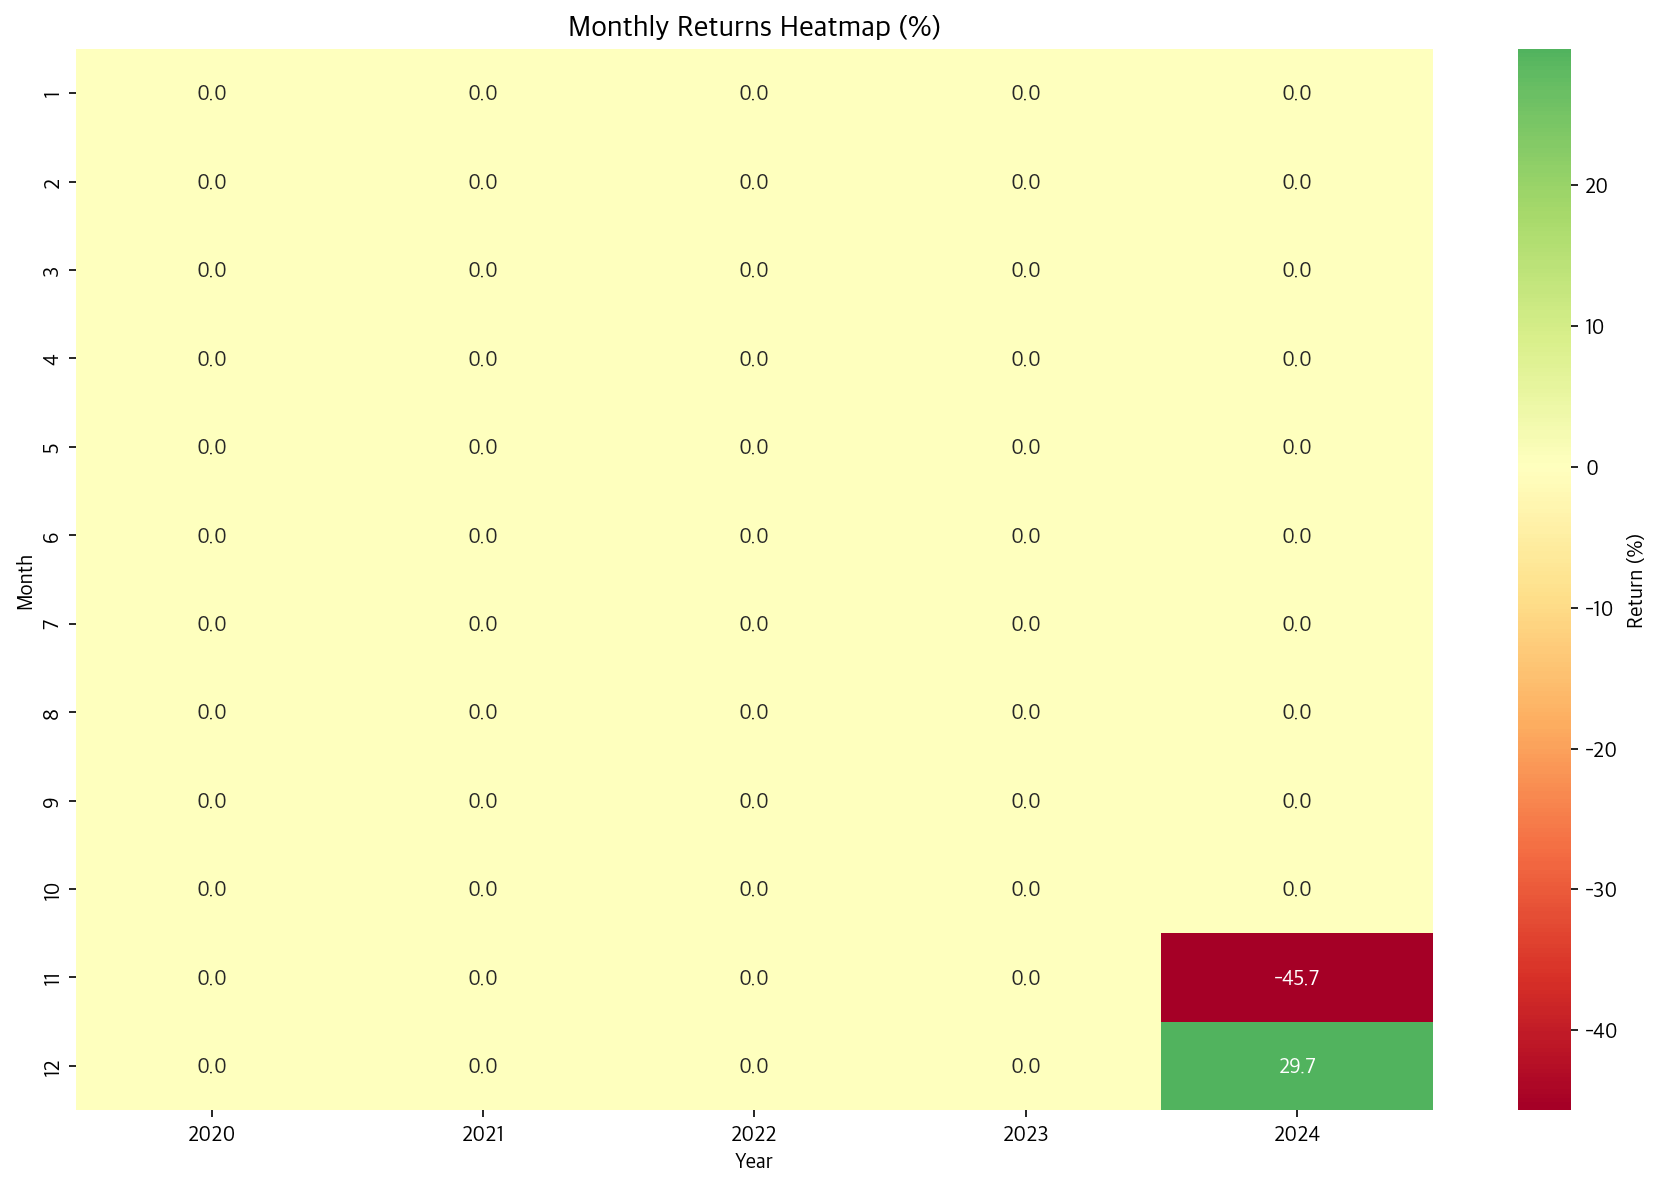 Monthly Returns Heatmap (%)
1 0.0 0.0 0.0 0.0 0.0
2 0.0 0.0 0.0 0.0 0.0
3 0.0 0.0 0.0 0.0 0.0
4 0.0 0.0 0.0 0.0 0.0
5 0.0 0.0 0.0 0.0 0.0
6 0.0 0.0 0.0 0.0 0.0
7 0.0 0.0 0.0 0.0 0.0
8 0.0 0.0 0.0 0.0 0.0
9 0.0 0.0 0.0 0.0 0.0
10 0.0 0.0 0.0 0.0 0.0
11 0.0 0.0 0.0 0.0 -45.7
12 0.0 0.0 0.0 0.0 29.7
2020 2021 2022 2023 2024
Year
Month
20
10
0
-10
-20
-30
-40
Return (%)